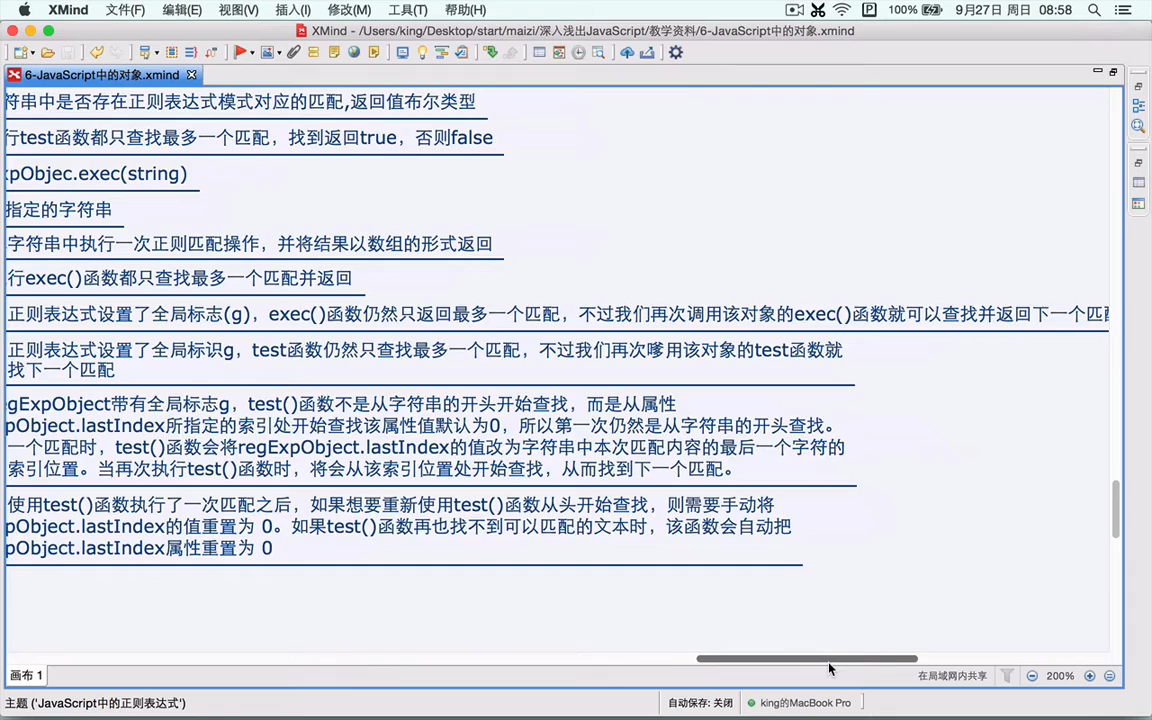 XMind 文件(F) 编辑(E) 视图(V) 插入(I) 修改(M) 工具(T) 帮助(H) 100% 9月27日 周日 08:58
XMind - /Users/king/Desktop/start/maizi/深入浅出JavaScript/教学资料/6-JavaScript中的对象.xmind
6-JavaScript中的对象.xmind
符串中是否存在正则表达式模式对应的匹配,返回值布尔类型
行test函数都只查找最多一个匹配，找到返回true，否则false
xpObjec.exec(string)
指定的字符串
字符串中执行一次正则匹配操作，并将结果以数组的形式返回
行exec()函数都只查找最多一个匹配并返回
正则表达式设置了全局标志(g)，exec()函数仍然只返回最多一个匹配，不过我们再次调用该对象的exec()函数就可以查找并返回下一个匹配
正则表达式设置了全局标识g，test函数仍然只查找最多一个匹配，不过我们再次嗲用该对象的test函数就
找下一个匹配
gExpObject带有全局标志g，test()函数不是从字符串的开头开始查找，而是从属性
pObject.lastIndex所指定的索引处开始查找该属性值默认为0，所以第一次仍然是从字符串的开头查找。
一个匹配时，test()函数会将regExpObject.lastIndex的值改为字符串中本次匹配内容的最后一个字符的
索引位置。当再次执行test()函数时，将会从该索引位置处开始查找，从而找到下一个匹配。
使用test()函数执行了一次匹配之后，如果想要重新使用test()函数从头开始查找，则需要手动将
pObject.lastIndex的值重置为 0。如果test()函数再也找不到可以匹配的文本时，该函数会自动把
pObject.lastIndex属性重置为 0
画布 1 在局域网内共享 200%
主题 ('JavaScript中的正则表达式') 自动保存: 关闭 king的MacBook Pro